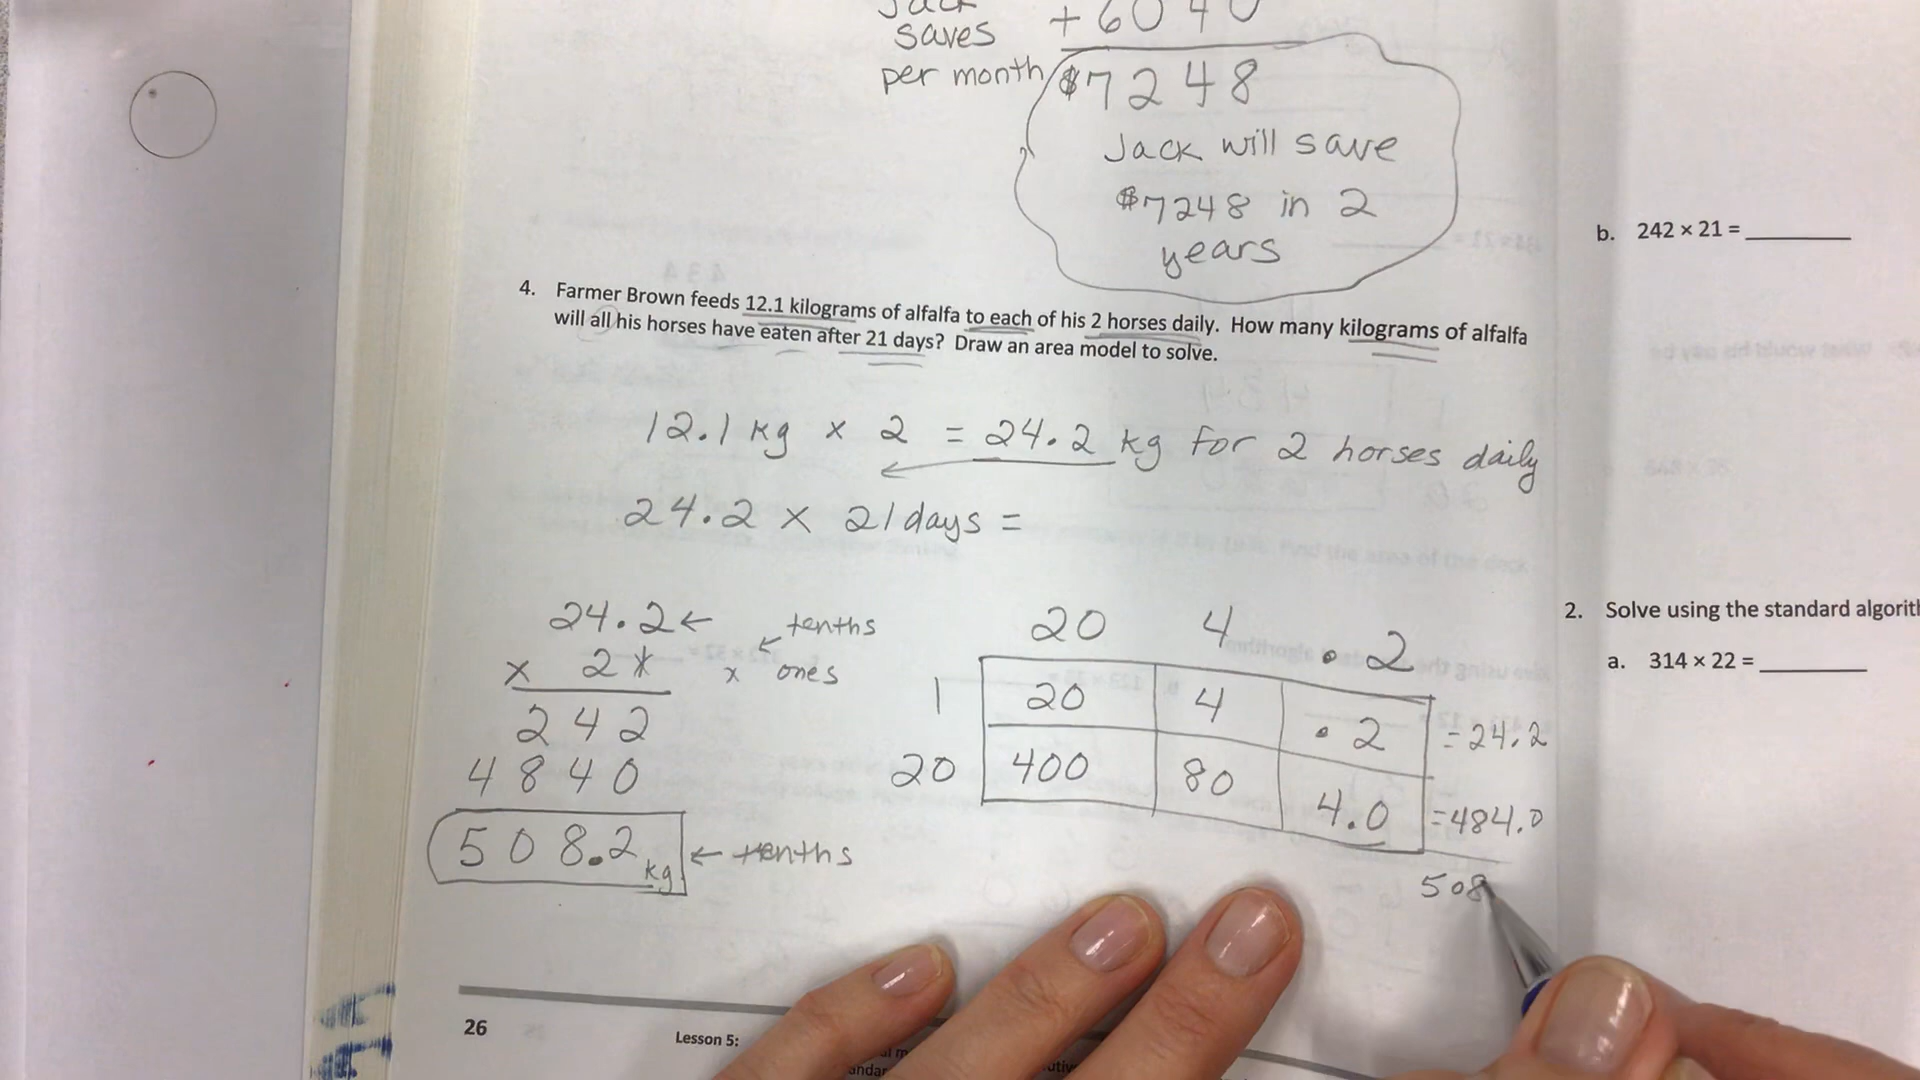 saves
+ 6040
per month
$7248
Jack will save
$7248 in 2
years
4. Farmer Brown feeds 12.1 kilograms of alfalfa to each of his 2 horses daily. How many kilograms of alfalfa
will all his horses have eaten after 21 days? Draw an area model to solve.
12.1 kg × 2 = 24.2 kg for 2 horses daily
24.2 × 21 days =
24.2 ← tenths
× 21 × ones
242
4840
508.2 kg ← tenths
20 4 .2
1 20 4 .2 = 24.2
20 400 80 4.0 = 484.0
508
26
Lesson 5:
b. 242 × 21 =
2. Solve using the standard
a. 314 × 22 =